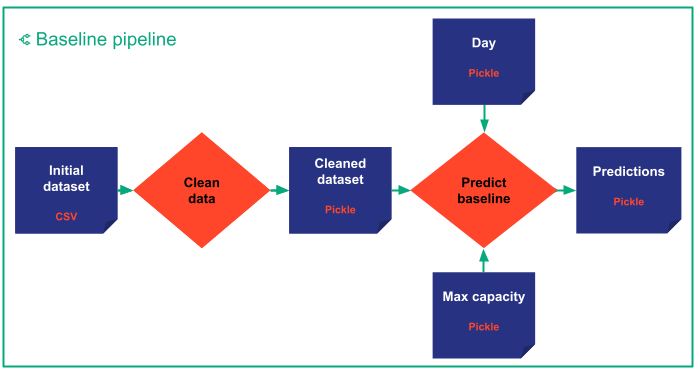 Baseline pipeline
Day
Pickle
Initial
dataset
CSV
Clean
data
Cleaned
dataset
Pickle
Predict
baseline
Predictions
Pickle
Max capacity
Pickle